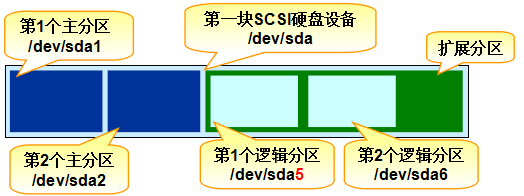 第1个主分区
/dev/sda1
第一块SCSI硬盘设备
/dev/sda
扩展分区
第2个主分区
/dev/sda2
第1个逻辑分区
/dev/sda5
第2个逻辑分区
/dev/sda6